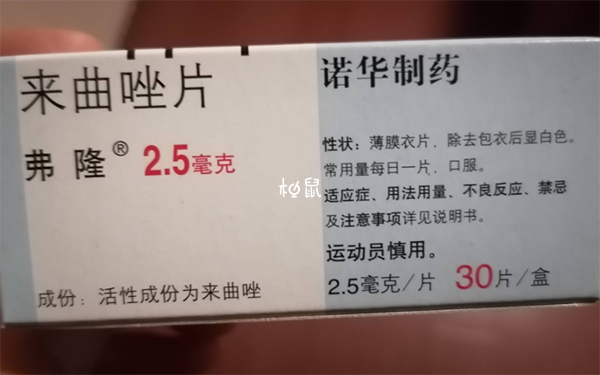 来曲唑片
弗隆® 2.5毫克
成份：活性成份为来曲唑
诺华制药
性状：薄膜衣片，除去包衣后显白色。
常用量每日一片，口服。
适应症、用法用量、不良反应、禁忌
及注意事项详见说明书。
运动员慎用。
2.5毫克/片 30片/盒
松鼠